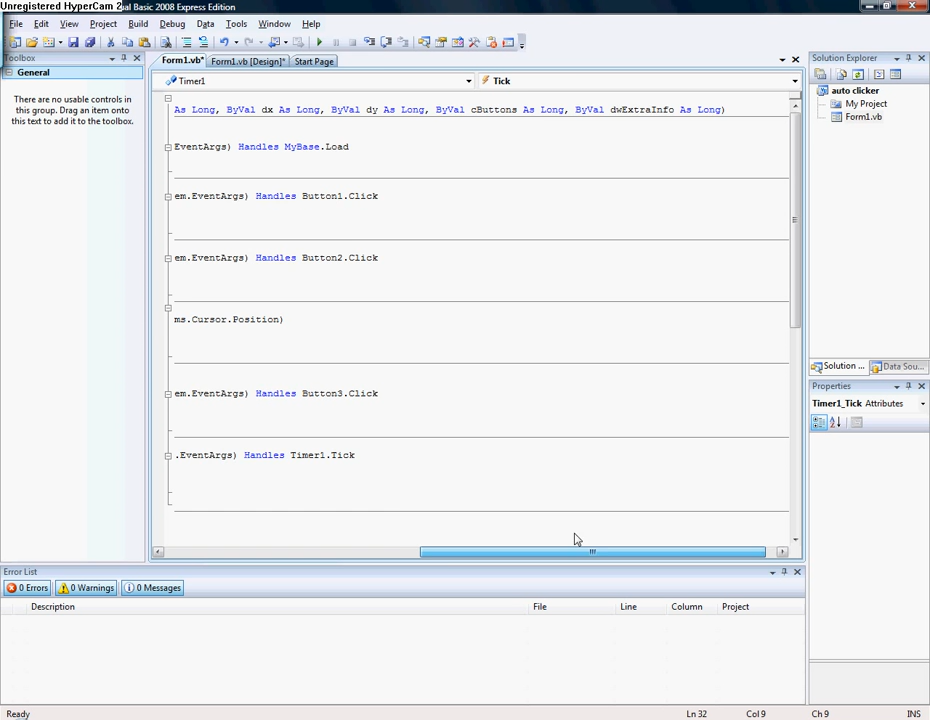 Unregistered HyperCam 2
ual Basic 2008 Express Edition
File Edit View Project Build Debug Data Tools Window Help
Toolbox
General
There are no usable controls in
this group. Drag an item onto
this text to add it to the toolbox.
Form1.vb* Form1.vb [Design]* Start Page
Timer1 Tick
As Long, ByVal dx As Long, ByVal dy As Long, ByVal cButtons As Long, ByVal dwExtraInfo As Long)
EventArgs) Handles MyBase.Load
em.EventArgs) Handles Button1.Click
em.EventArgs) Handles Button2.Click
ms.Cursor.Position)
em.EventArgs) Handles Button3.Click
.EventArgs) Handles Timer1.Tick
Solution Explorer
auto clicker
My Project
Form1.vb
Solution ... Data Sou...
Properties
Timer1_Tick Attributes
Error List
0 Errors 0 Warnings 0 Messages
Description File Line Column Project
Ready Ln 32 Col 9 Ch 9 INS